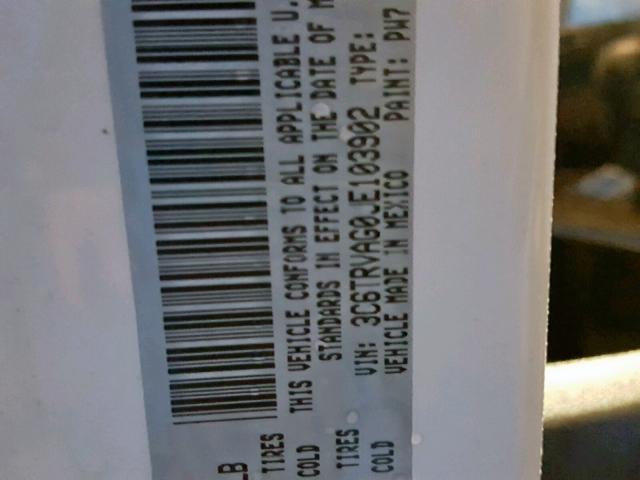 LB
TIRES
COLD
TIRES
COLD
THIS VEHICLE CONFORMS TO ALL APPLICABLE U.
STANDARDS IN EFFECT ON THE DATE OF M
VIN: 3C6TRVAG0JE103902 TYPE:
VEHICLE MADE IN MEXICO PAINT: PW7